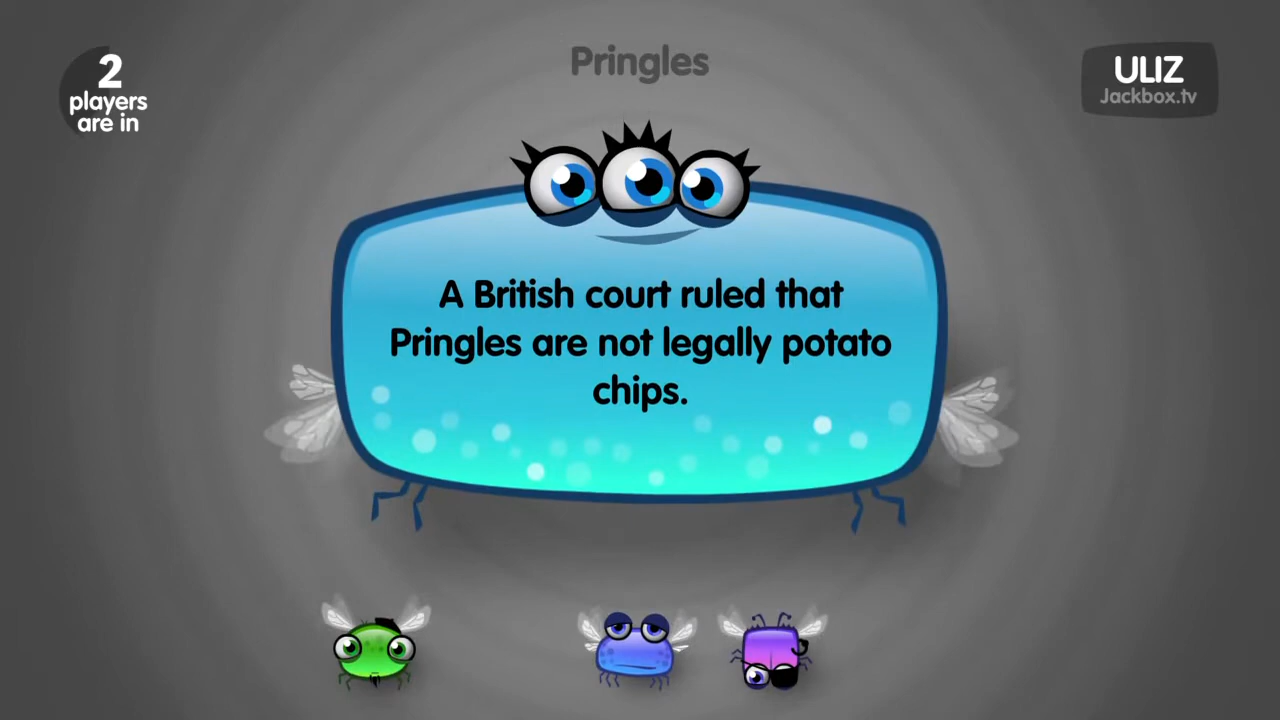 Pringles
2
players
are in
ULIZ
Jackbox.tv
A British court ruled that
Pringles are not legally potato
chips.